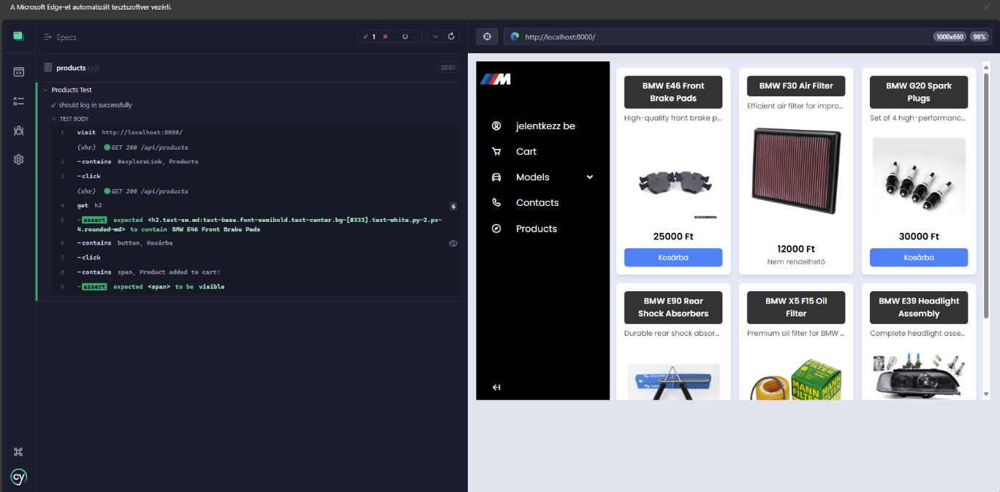 A Microsoft Edge-et automatizált tesztszoftver vezérli.
Specs
1
--
--
http://localhost:8000/
1000x660
98%
products cy.js
00:01
Products Test
should log in successfully
TEST BODY
1 visit http://localhost:8000/
(xhr) GET 200 /api/products
2 -contains #exploreLink, Products
3 -click
(xhr) GET 200 /api/products
4 get h2 6
5 -assert expected <h2.text-sm.md:text-base.font-semibold.text-center.bg-[#333].text-white.py-2.px-
4.rounded-md> to contain BMW E46 Front Brake Pads
6 -contains button, Kosárba
7 -click
8 -contains span, Product added to cart!
9 -assert expected <span> to be visible
cy
M
jelentkezz be
Cart
Models
Contacts
Products
BMW E46 Front
Brake Pads
High-quality front brake p...
25000 Ft
Kosárba
BMW F30 Air Filter
Efficient air filter for impro...
12000 Ft
Nem rendelhető
BMW G20 Spark
Plugs
Set of 4 high-performanc...
30000 Ft
Kosárba
BMW E90 Rear
Shock Absorbers
Durable rear shock absor...
BMW X5 F15 Oil
Filter
Premium oil filter for BMW ...
MANN
FILTER
MANN
FILTER
BMW E39 Headlight
Assembly
Complete headlight asse...